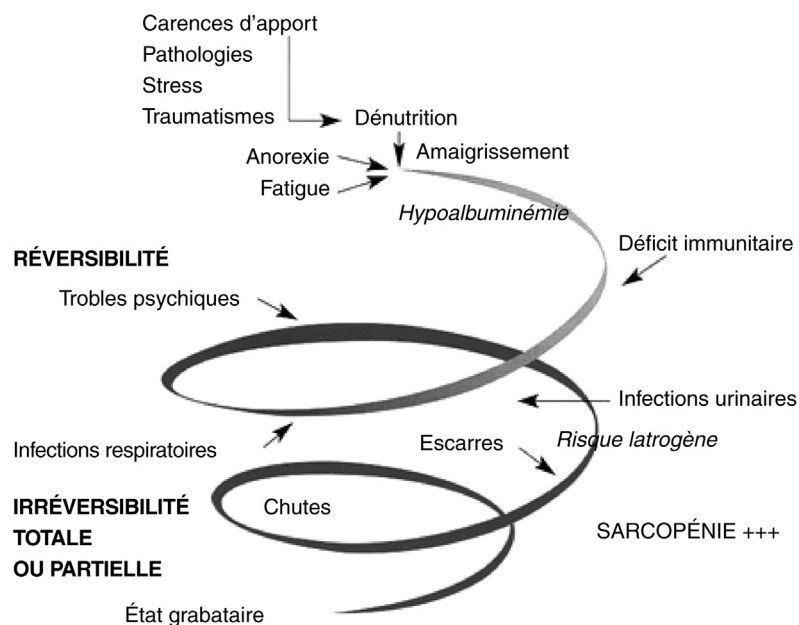 Carences d'apport
Pathologies
Stress
Traumatismes
Dénutrition
Anorexie
Amaigrissement
Fatigue
Hypoalbuminémie
Déficit immunitaire
RÉVERSIBILITÉ
Trobles psychiques
Infections urinaires
Infections respiratoires
Escarres
Risque Iatrogène
IRRÉVERSIBILITÉ
TOTALE
OU PARTIELLE
Chutes
SARCOPÉNIE +++
État grabataire